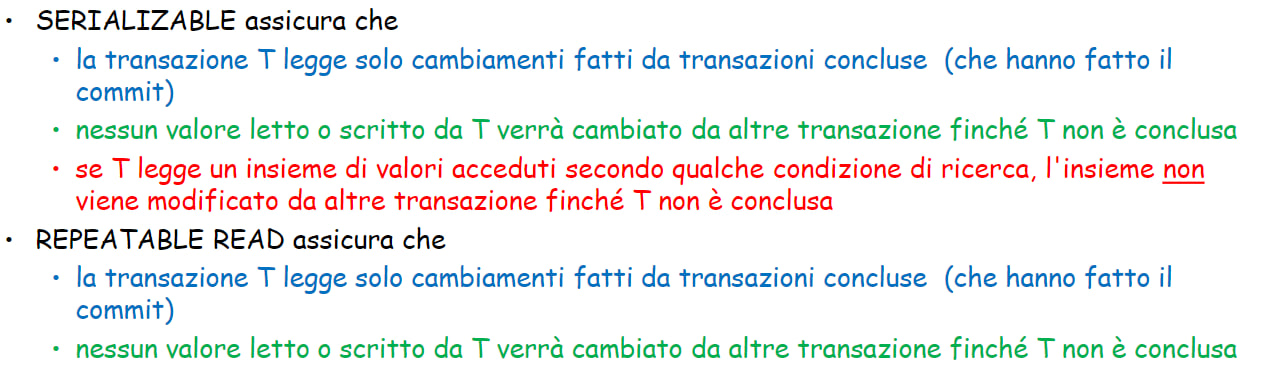 • SERIALIZABLE assicura che
• la transazione T legge solo cambiamenti fatti da transazioni concluse (che hanno fatto il
commit)
• nessun valore letto o scritto da T verrà cambiato da altre transazione finché T non è conclusa
• se T legge un insieme di valori acceduti secondo qualche condizione di ricerca, l'insieme non
viene modificato da altre transazione finché T non è conclusa
• REPEATABLE READ assicura che
• la transazione T legge solo cambiamenti fatti da transazioni concluse (che hanno fatto il
commit)
• nessun valore letto o scritto da T verrà cambiato da altre transazione finché T non è conclusa